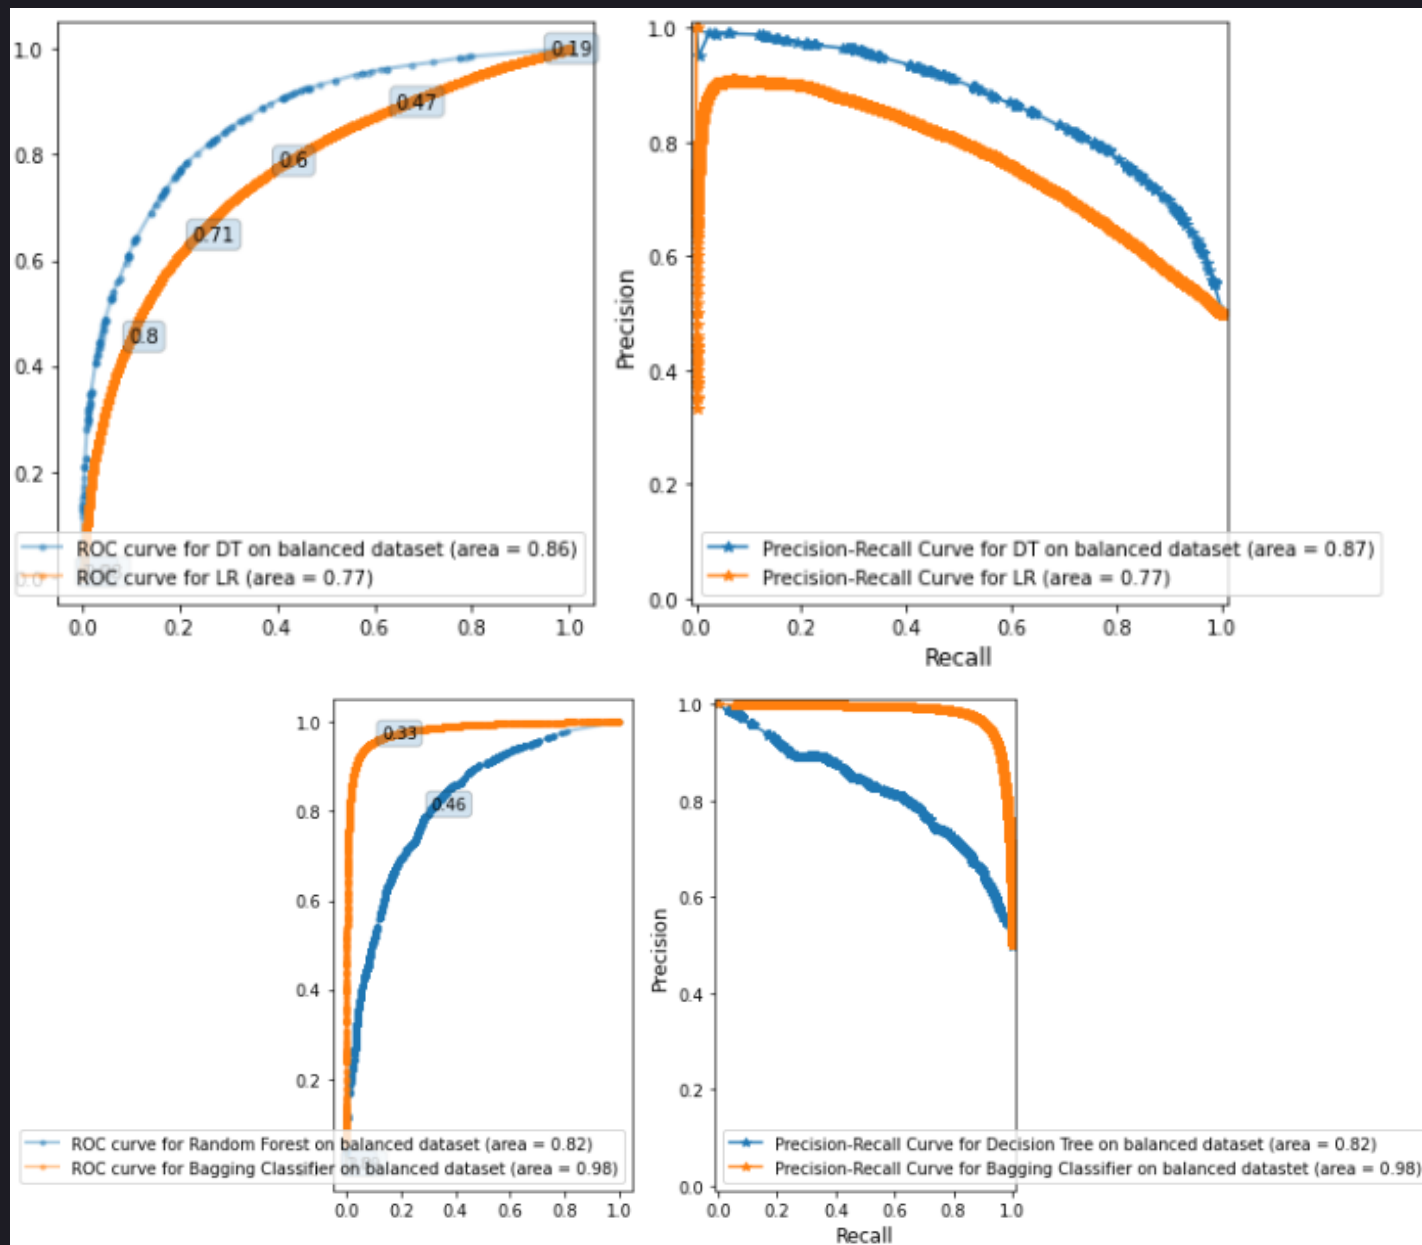 1.0
0.8
0.6
0.4
0.2
0.0
0.19
0.47
0.6
0.71
0.8
ROC curve for DT on balanced dataset (area = 0.86)
ROC curve for LR (area = 0.77)
0.0 0.2 0.4 0.6 0.8 1.0
Precision
1.0
0.8
0.6
0.4
0.2
0.0
Precision-Recall Curve for DT on balanced dataset (area = 0.87)
Precision-Recall Curve for LR (area = 0.77)
0.0 0.2 0.4 0.6 0.8 1.0
Recall
1.0
0.8
0.6
0.4
0.2
0.33
0.46
ROC curve for Random Forest on balanced dataset (area = 0.82)
ROC curve for Bagging Classifier on balanced dataset (area = 0.98)
0.0 0.2 0.4 0.6 0.8 1.0
Precision
1.0
0.8
0.6
0.4
0.2
0.0
Precision-Recall Curve for Decision Tree on balanced dataset (area = 0.82)
Precision-Recall Curve for Bagging Classifier on balanced datastet (area = 0.98)
0.0 0.2 0.4 0.6 0.8 1.0
Recall